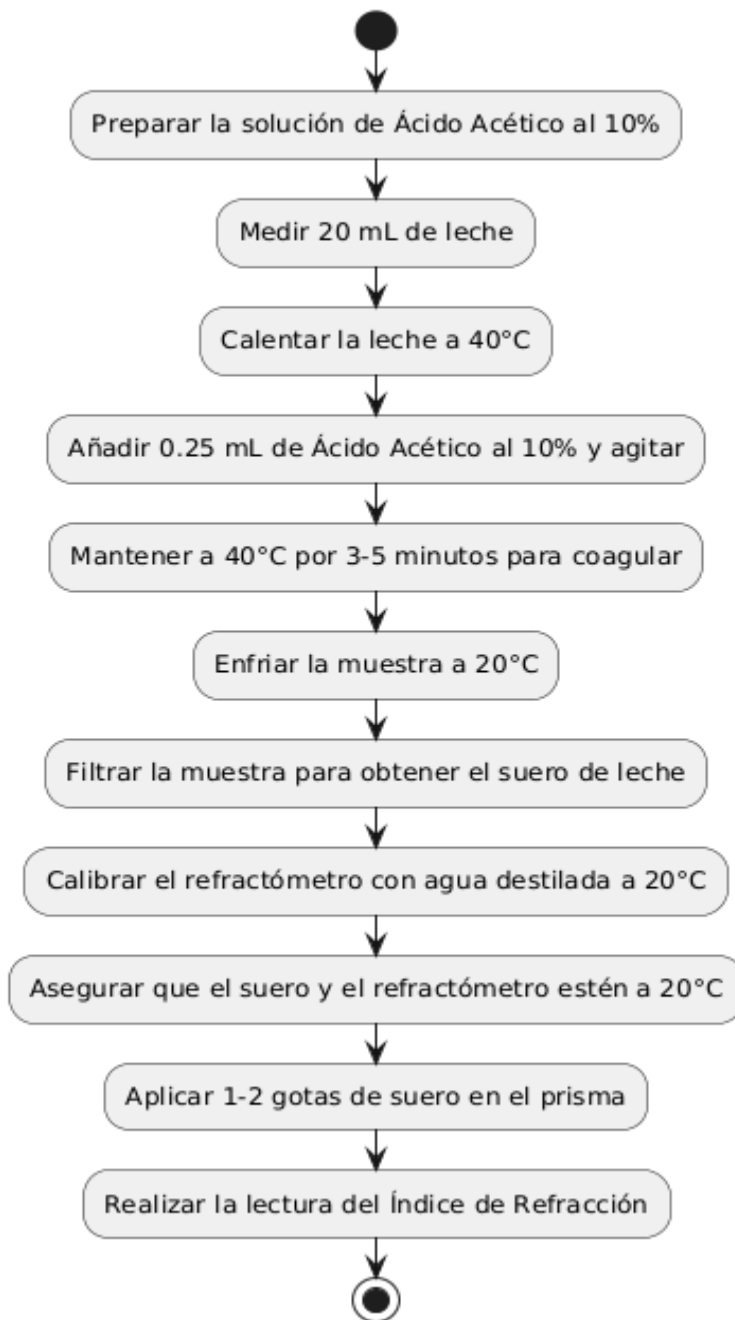 Preparar la solución de Ácido Acético al 10%
Medir 20 mL de leche
Calentar la leche a 40°C
Añadir 0.25 mL de Ácido Acético al 10% y agitar
Mantener a 40°C por 3-5 minutos para coagular
Enfriar la muestra a 20°C
Filtrar la muestra para obtener el suero de leche
Calibrar el refractómetro con agua destilada a 20°C
Asegurar que el suero y el refractómetro estén a 20°C
Aplicar 1-2 gotas de suero en el prisma
Realizar la lectura del Índice de Refracción